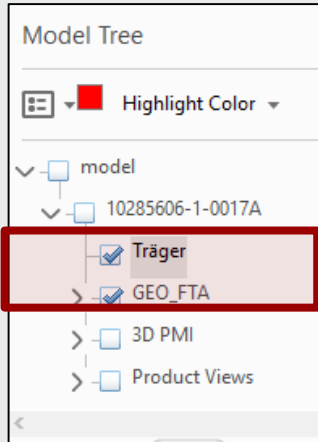 Model Tree
Highlight Color
model
10285606-1-0017A
Träger
GEO_FTA
3D PMI
Product Views